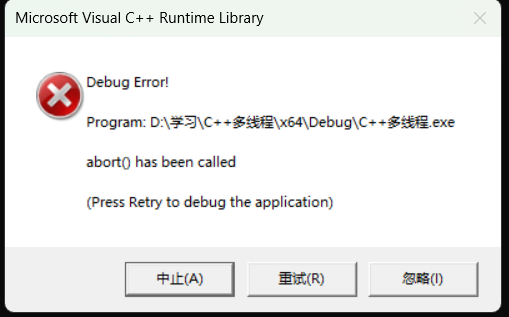 Microsoft Visual C++ Runtime Library
Debug Error!
Program: D:\学习\C++多线程\x64\Debug\C++多线程.exe
abort() has been called
(Press Retry to debug the application)
中止(A) 重试(R) 忽略(I)